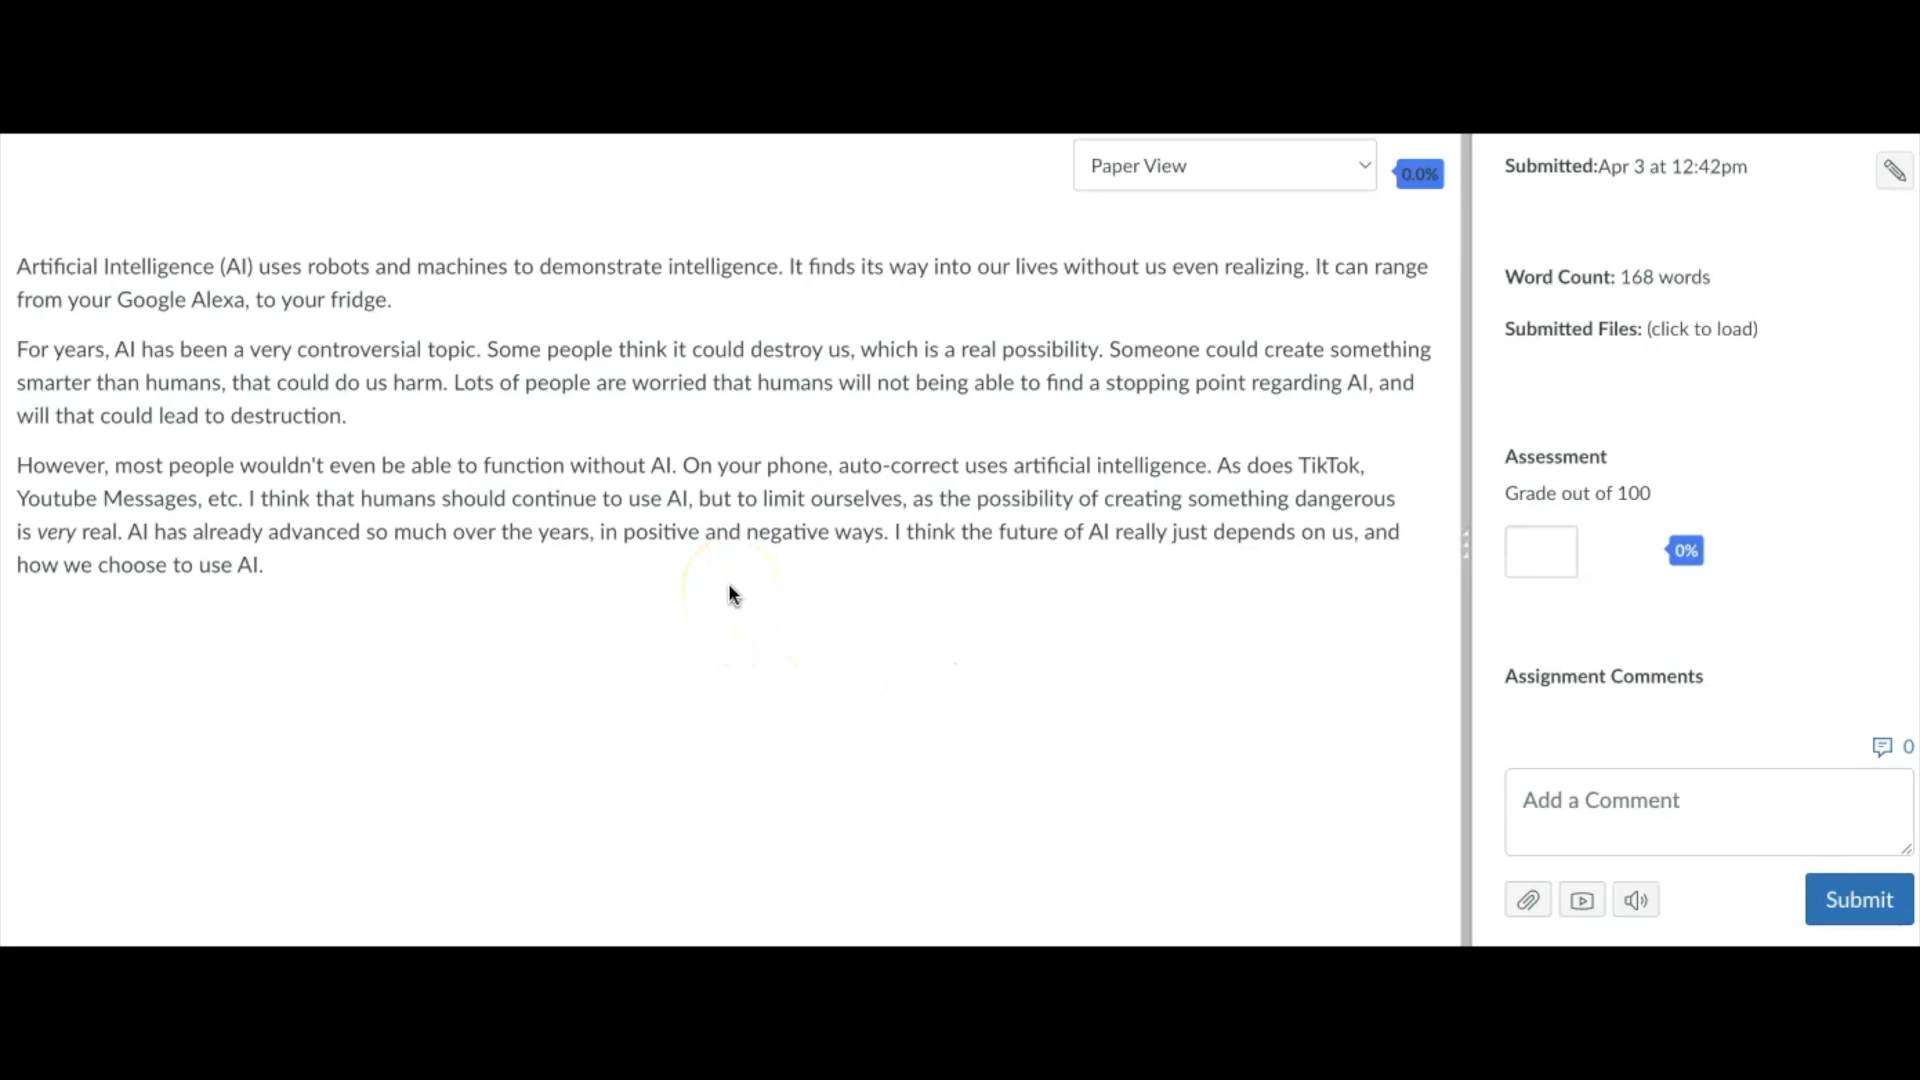 Paper View
0.0%
Artificial Intelligence (AI) uses robots and machines to demonstrate intelligence. It finds its way into our lives without us even realizing. It can range
from your Google Alexa, to your fridge.
For years, AI has been a very controversial topic. Some people think it could destroy us, which is a real possibility. Someone could create something
smarter than humans, that could do us harm. Lots of people are worried that humans will not being able to find a stopping point regarding AI, and
will that could lead to destruction.
However, most people wouldn't even be able to function without AI. On your phone, auto-correct uses artificial intelligence. As does TikTok,
Youtube Messages, etc. I think that humans should continue to use AI, but to limit ourselves, as the possibility of creating something dangerous
is very real. AI has already advanced so much over the years, in positive and negative ways. I think the future of AI really just depends on us, and
how we choose to use AI.
Submitted:Apr 3 at 12:42pm
Word Count: 168 words
Submitted Files: (click to load)
Assessment
Grade out of 100
0%
Assignment Comments
0
Add a Comment
Submit